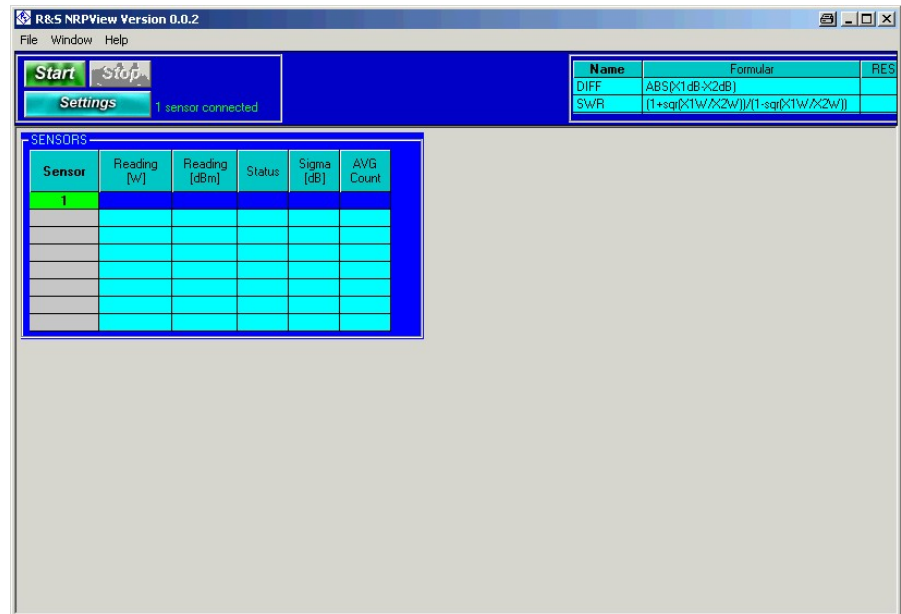 R&S NRPView Version 0.0.2
File Window Help
Start Stop
Settings 1 sensor connected
Name Formular RES
DIFF ABS(X1dB-X2dB)
SWR (1+sqr(X1W/X2W))/(1-sqr(X1W/X2W))
SENSORS
Sensor Reading [W] Reading [dBm] Status Sigma [dB] AVG Count
1